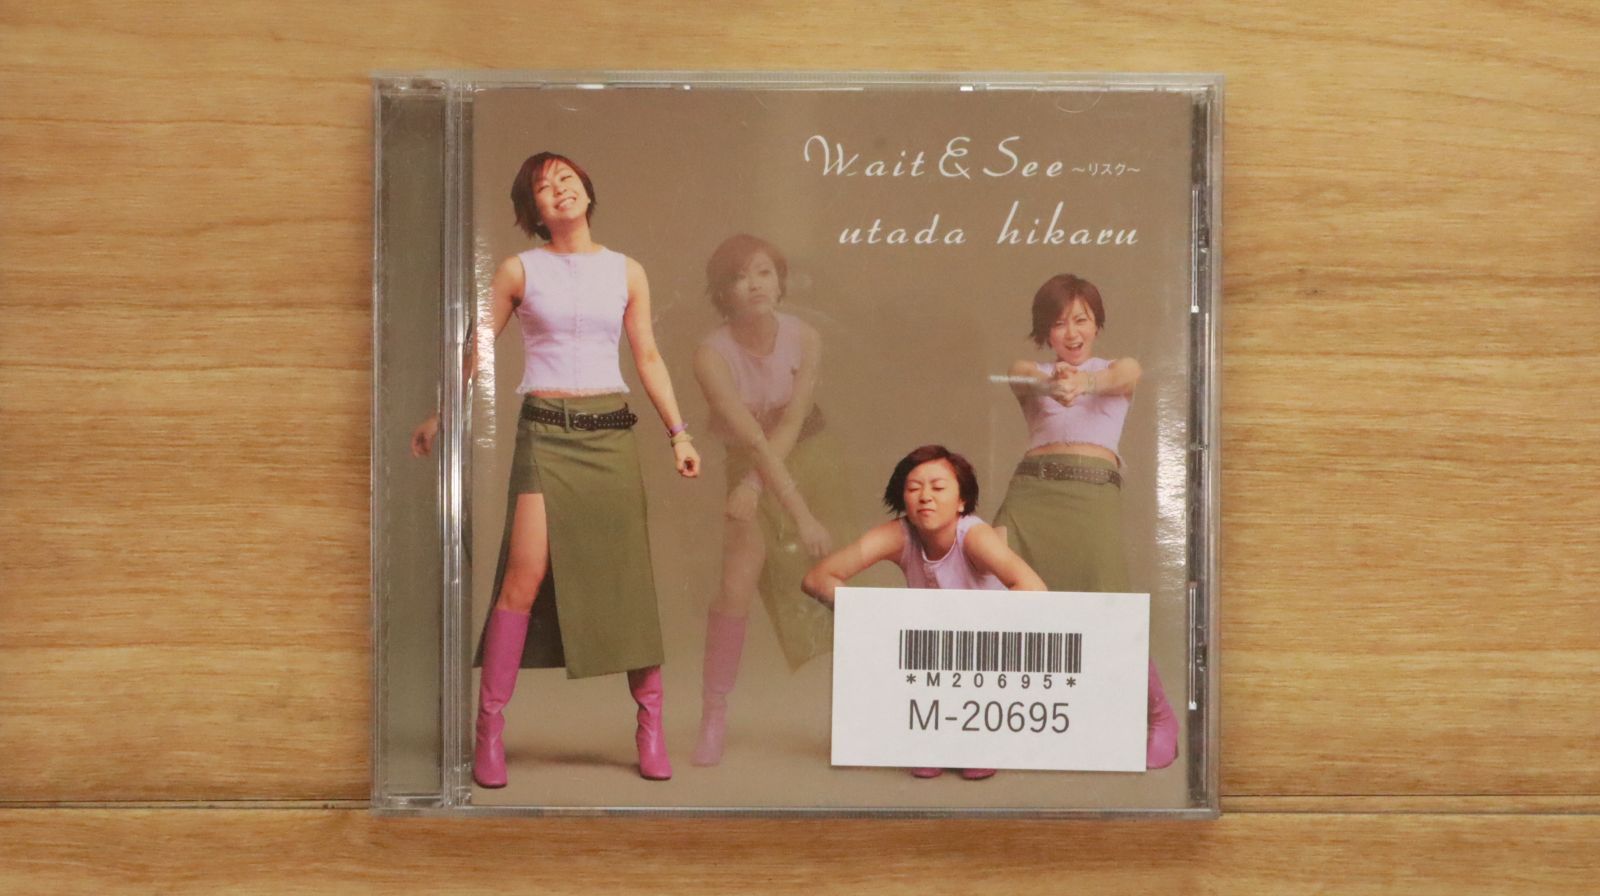 Wait & See ～リスク～
utada hikaru
*M20695*
M-20695